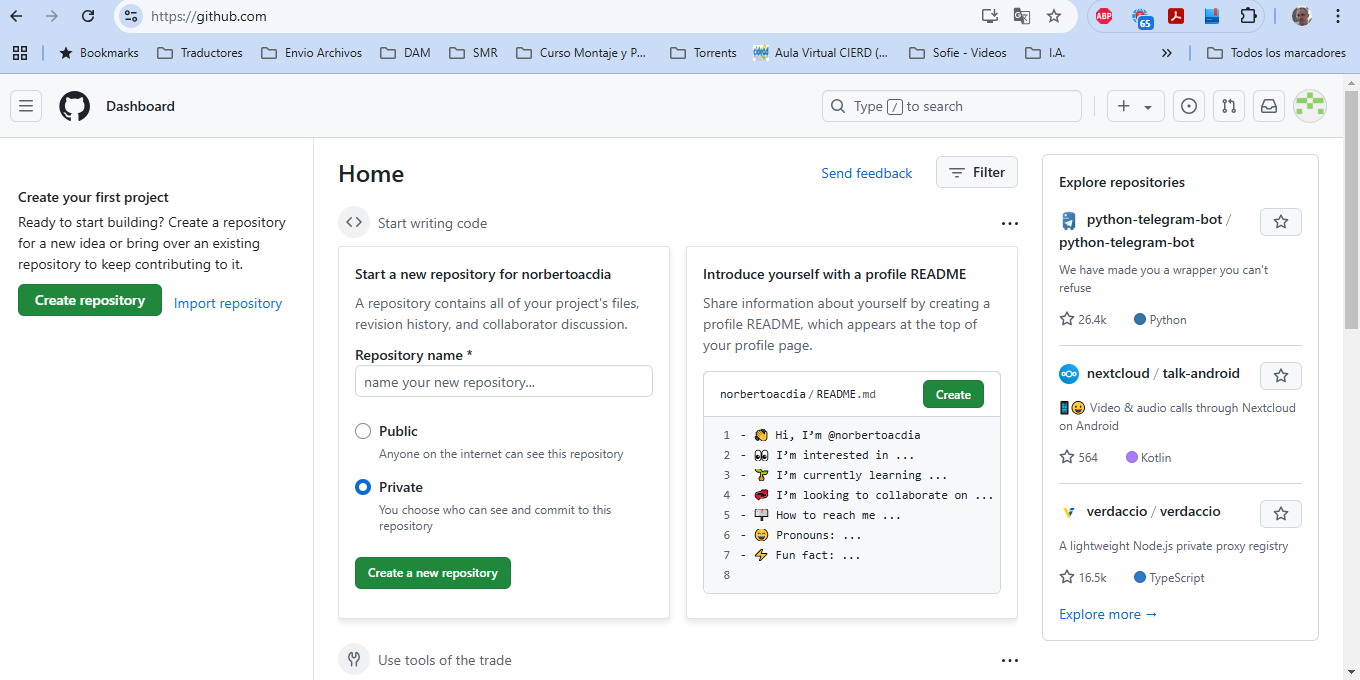 https://github.com
ABP
65
Bookmarks
Traductores
Envio Archivos
DAM
SMR
Curso Montaje y P...
Torrents
Aula Virtual CIERD (...
Sofie - Videos
I.A.
»
Todos los marcadores
Dashboard
Type / to search
Create your first project
Ready to start building? Create a repository
for a new idea or bring over an existing
repository to keep contributing to it.
Create repository
Import repository
Home
Send feedback
Filter
Start writing code
Start a new repository for norbertoacdia
A repository contains all of your project's files,
revision history, and collaborator discussion.
Repository name *
name your new repository...
Public
Anyone on the internet can see this repository
Private
You choose who can see and commit to this
repository
Create a new repository
Introduce yourself with a profile README
Share information about yourself by creating a
profile README, which appears at the top of
your profile page.
norbertoacdia / README.md
Create
1 - 👋 Hi, I’m @norbertoacdia
2 - 👀 I’m interested in ...
3 - 🌱 I’m currently learning ...
4 - 💞️ I’m looking to collaborate on ...
5 - 📫 How to reach me ...
6 - 😄 Pronouns: ...
7 - ⚡ Fun fact: ...
8
Use tools of the trade
Explore repositories
python-telegram-bot /
python-telegram-bot
We have made you a wrapper you can't
refuse
26.4k
Python
nextcloud / talk-android
📱😀 Video & audio calls through Nextcloud
on Android
564
Kotlin
verdaccio / verdaccio
A lightweight Node.js private proxy registry
16.5k
TypeScript
Explore more →